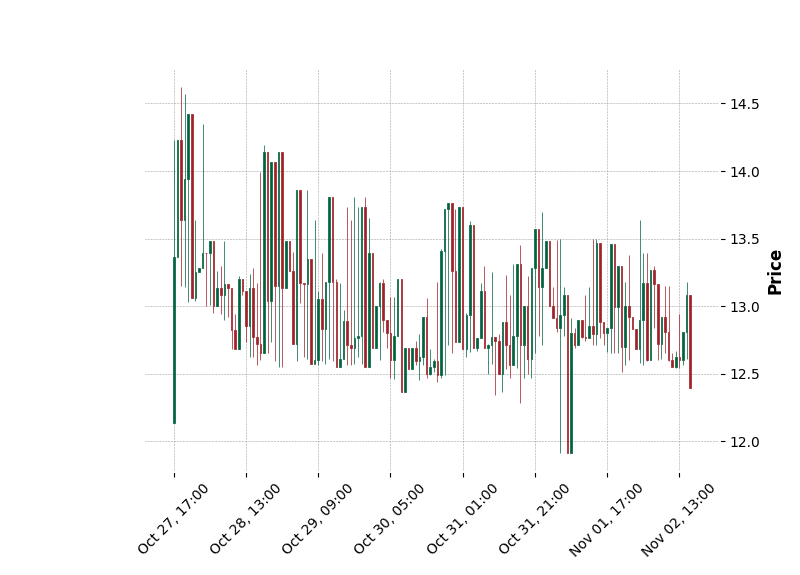 14.5
14.0
13.5
13.0
12.5
12.0
Price
Oct 27, 17:00
Oct 28, 13:00
Oct 29, 09:00
Oct 30, 05:00
Oct 31, 01:00
Oct 31, 21:00
Nov 01, 17:00
Nov 02, 13:00